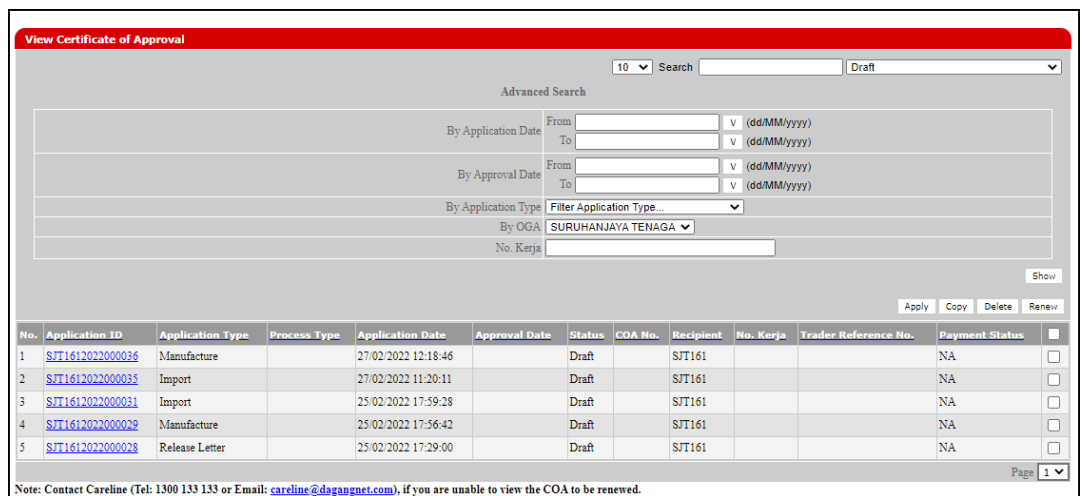 View Certificate of Approval
10 Search Draft
Advanced Search
By Application Date From V (dd/MM/yyyy)
To V (dd/MM/yyyy)
By Approval Date From V (dd/MM/yyyy)
To V (dd/MM/yyyy)
By Application Type Filter Application Type...
By OGA SURUHANJAYA TENAGA
No. Kerja
Show
Apply Copy Delete Renew
No. Application ID Application Type Process Type Application Date Approval Date Status COA No. Recipient No. Kerja Trader Reference No. Payment Status
1 SJT1612022000036 Manufacture 27/02/2022 12:18:46 Draft SJT161 NA
2 SJT1612022000035 Import 27/02/2022 11:20:11 Draft SJT161 NA
3 SJT1612022000031 Import 25/02/2022 17:59:28 Draft SJT161 NA
4 SJT1612022000029 Manufacture 25/02/2022 17:56:42 Draft SJT161 NA
5 SJT1612022000028 Release Letter 25/02/2022 17:29:00 Draft SJT161 NA
Page 1
Note: Contact Careline (Tel: 1300 133 133 or Email: careline@dagangnet.com), if you are unable to view the COA to be renewed.